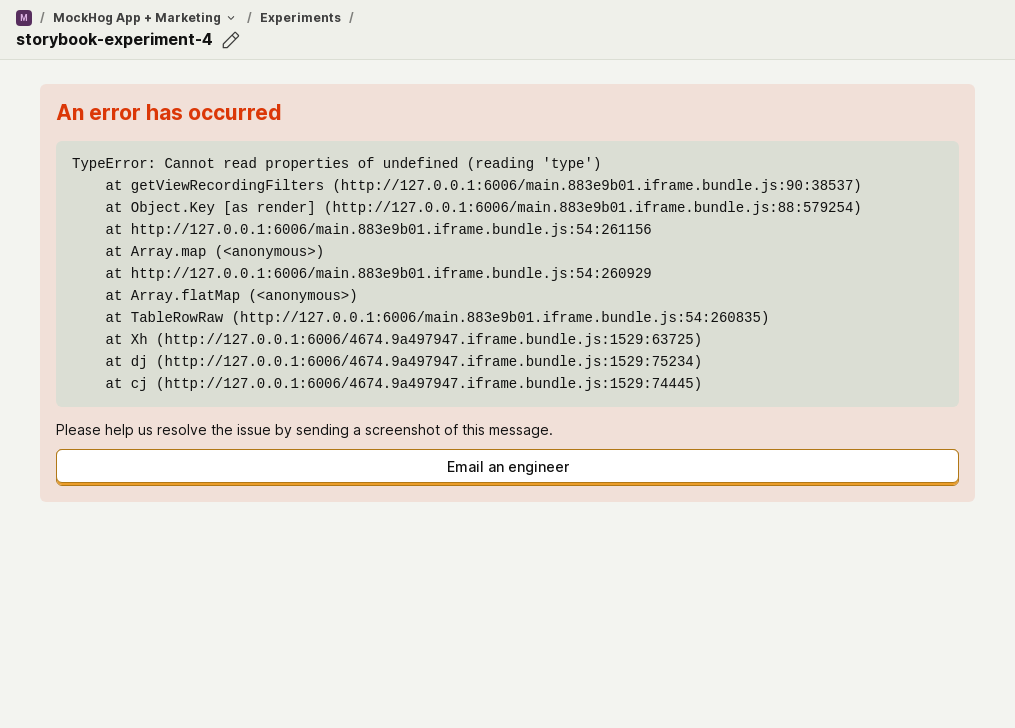 M / MockHog App + Marketing / Experiments /
storybook-experiment-4
An error has occurred
TypeError: Cannot read properties of undefined (reading 'type')
    at getViewRecordingFilters (http://127.0.0.1:6006/main.883e9b01.iframe.bundle.js:90:38537)
    at Object.Key [as render] (http://127.0.0.1:6006/main.883e9b01.iframe.bundle.js:88:579254)
    at http://127.0.0.1:6006/main.883e9b01.iframe.bundle.js:54:261156
    at Array.map (<anonymous>)
    at http://127.0.0.1:6006/main.883e9b01.iframe.bundle.js:54:260929
    at Array.flatMap (<anonymous>)
    at TableRowRaw (http://127.0.0.1:6006/main.883e9b01.iframe.bundle.js:54:260835)
    at Xh (http://127.0.0.1:6006/4674.9a497947.iframe.bundle.js:1529:63725)
    at dj (http://127.0.0.1:6006/4674.9a497947.iframe.bundle.js:1529:75234)
    at cj (http://127.0.0.1:6006/4674.9a497947.iframe.bundle.js:1529:74445)
Please help us resolve the issue by sending a screenshot of this message.
Email an engineer